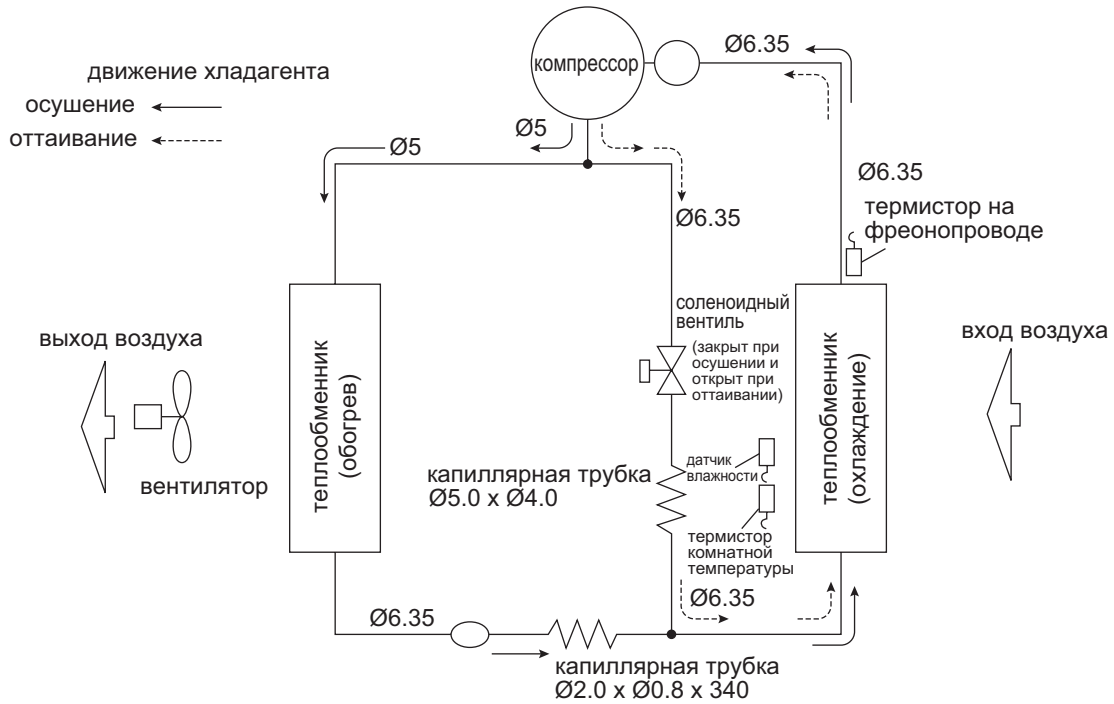 компрессор
Ø6.35
движение хладагента
осушение
оттаивание
Ø5
Ø5
Ø6.35
Ø6.35
термистор на
фреонопроводе
соленоидный
вентиль
(закрыт при
осушении и
открыт при
оттаивании)
выход воздуха
вентилятор
теплообменник
(обогрев)
капиллярная трубка
Ø5.0 x Ø4.0
датчик
влажности
термистор
комнатной
температуры
теплообменник
(охлаждение)
вход воздуха
Ø6.35
Ø6.35
капиллярная трубка
Ø2.0 x Ø0.8 x 340